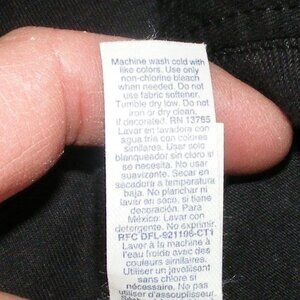 Machine wash cold with
like colors. Use only
non-chlorine bleach
when needed. Do not
use fabric softener.
Tumble dry low. Do not
iron or dry clean
if decorated. RN 13765
Lavar en lavadora con
agua fria con colores
similares. Usar solo
blanqueador sin cloro si
se necesita. No usar
suavizante. Secar en
secadora a temperatura
baja. No planchar ni
lavar en seco, si tiene
decoración. Para
México: Lavar con
detergente. No exprimir.
RFC DFL-921106-CT1
Laver à la machine à
l'eau froide avec des
couleurs similaires.
Utiliser un javellisant
sans chlore si
nécessaire. Ne pas
utiliser d'assouplisseur.